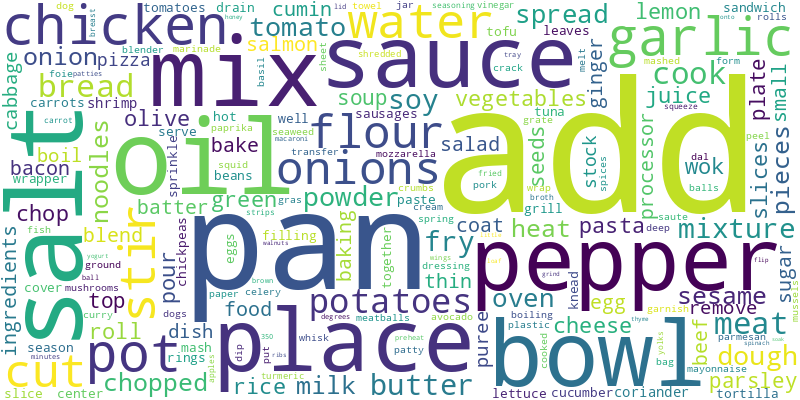 dog
tomatoes
drain
cumin
water
lid
jar
seasoning
vinegar
spread
lemon
sandwich
onto
chicken
breast
honey
towel
tofu
leaves
rolls
blender
marinade
mix
tomato
salmon
sauce
garlic
cabbage
onion
pizza
sheet
shredded
crack
melt
mashed
form
bread
foie
patties
basil
tray
tuna
ginger
cook
plate
small
carrots
shrimp
soup
soy
vegetables
juice
squeeze
carrot
olive
hot
well
sausages
grate
salt
noodles
serve
paprika
seaweed
macaroni
flour
salad
seeds
stock
spices
processor
peel
bacon
boil
bake
transfer
mozzarella
add
wok
dal
slices
pieces
wrapper
sprinkle
oil
squid
beans
onions
fried
pork
wrap
balls
chop
batter
green
gras
powder
crumbs
paste
cream
broth
grill
saute
deep
ingredients
fish
stir
strips
pan
spring
coat
heat
pasta
mixture
yogurt
blend
pour
chickpeas
eggs
filling
walnuts
baking
together
fry
dressing
wings
thin
pepper
sugar
mussels
cover
ground
ball
mushrooms
top
brown
paper
celery
potatoes
avocado
boiling
plastic
oven
knead
egg
sesame
remove
flip
garnish
curry
dogs
food
place
degrees
meatballs
puree
grind
cheese
beef
meat
season
minutes
pot
roll
dish
mash
rings
dip
put
350
ribs
whisk
preheat
patty
cooked
bowl
thyme
yolks
bag
parmesan
spinach
soak
mayonnaise
dough
cut
chopped
apples
turmeric
rice
milk
butter
lettuce
cucumber
coriander
parsley
tortilla
slice
center